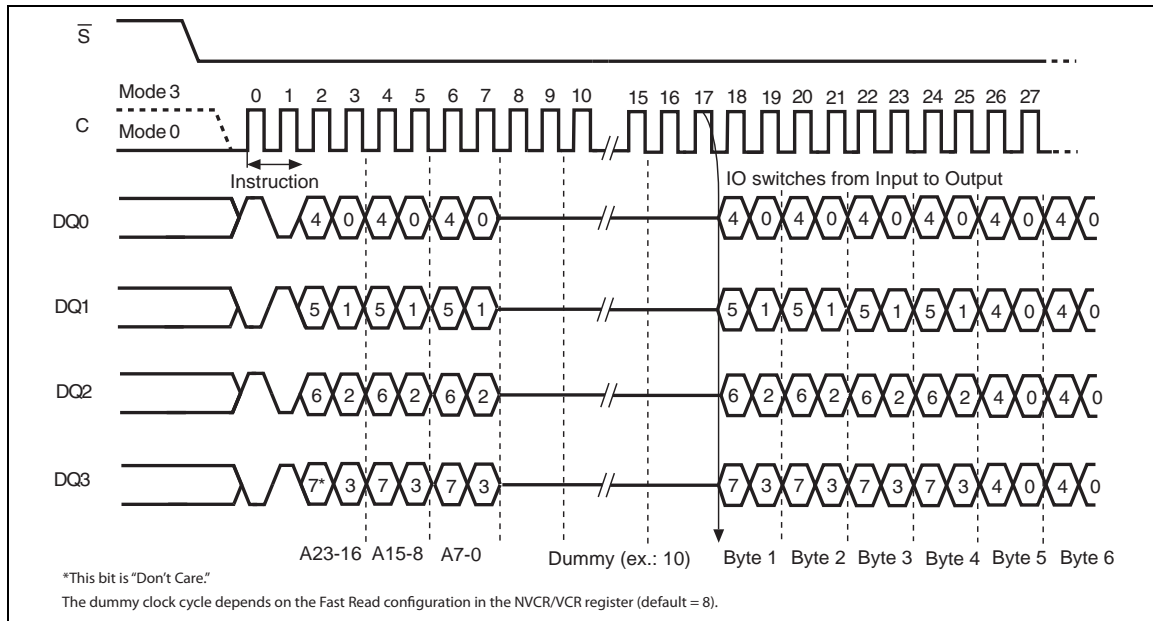 S
Mode 3
C
Mode 0
0 1 2 3 4 5 6 7 8 9 10 15 16 17 18 19 20 21 22 23 24 25 26 27
Instruction
IO switches from Input to Output
DQ0 4 0 4 0 4 0 4 0 4 0 4 0 4 0 4 0 4 0
DQ1 5 1 5 1 5 1 5 1 5 1 5 1 5 1 4 0 4 0
DQ2 6 2 6 2 6 2 6 2 6 2 6 2 6 2 4 0 4 0
DQ3 7* 3 7 3 7 3 7 3 7 3 7 3 7 3 4 0 4 0
A23-16 A15-8 A7-0 Dummy (ex.: 10) Byte 1 Byte 2 Byte 3 Byte 4 Byte 5 Byte 6
*This bit is “Don’t Care.”
The dummy clock cycle depends on the Fast Read configuration in the NVCR/VCR register (default = 8).